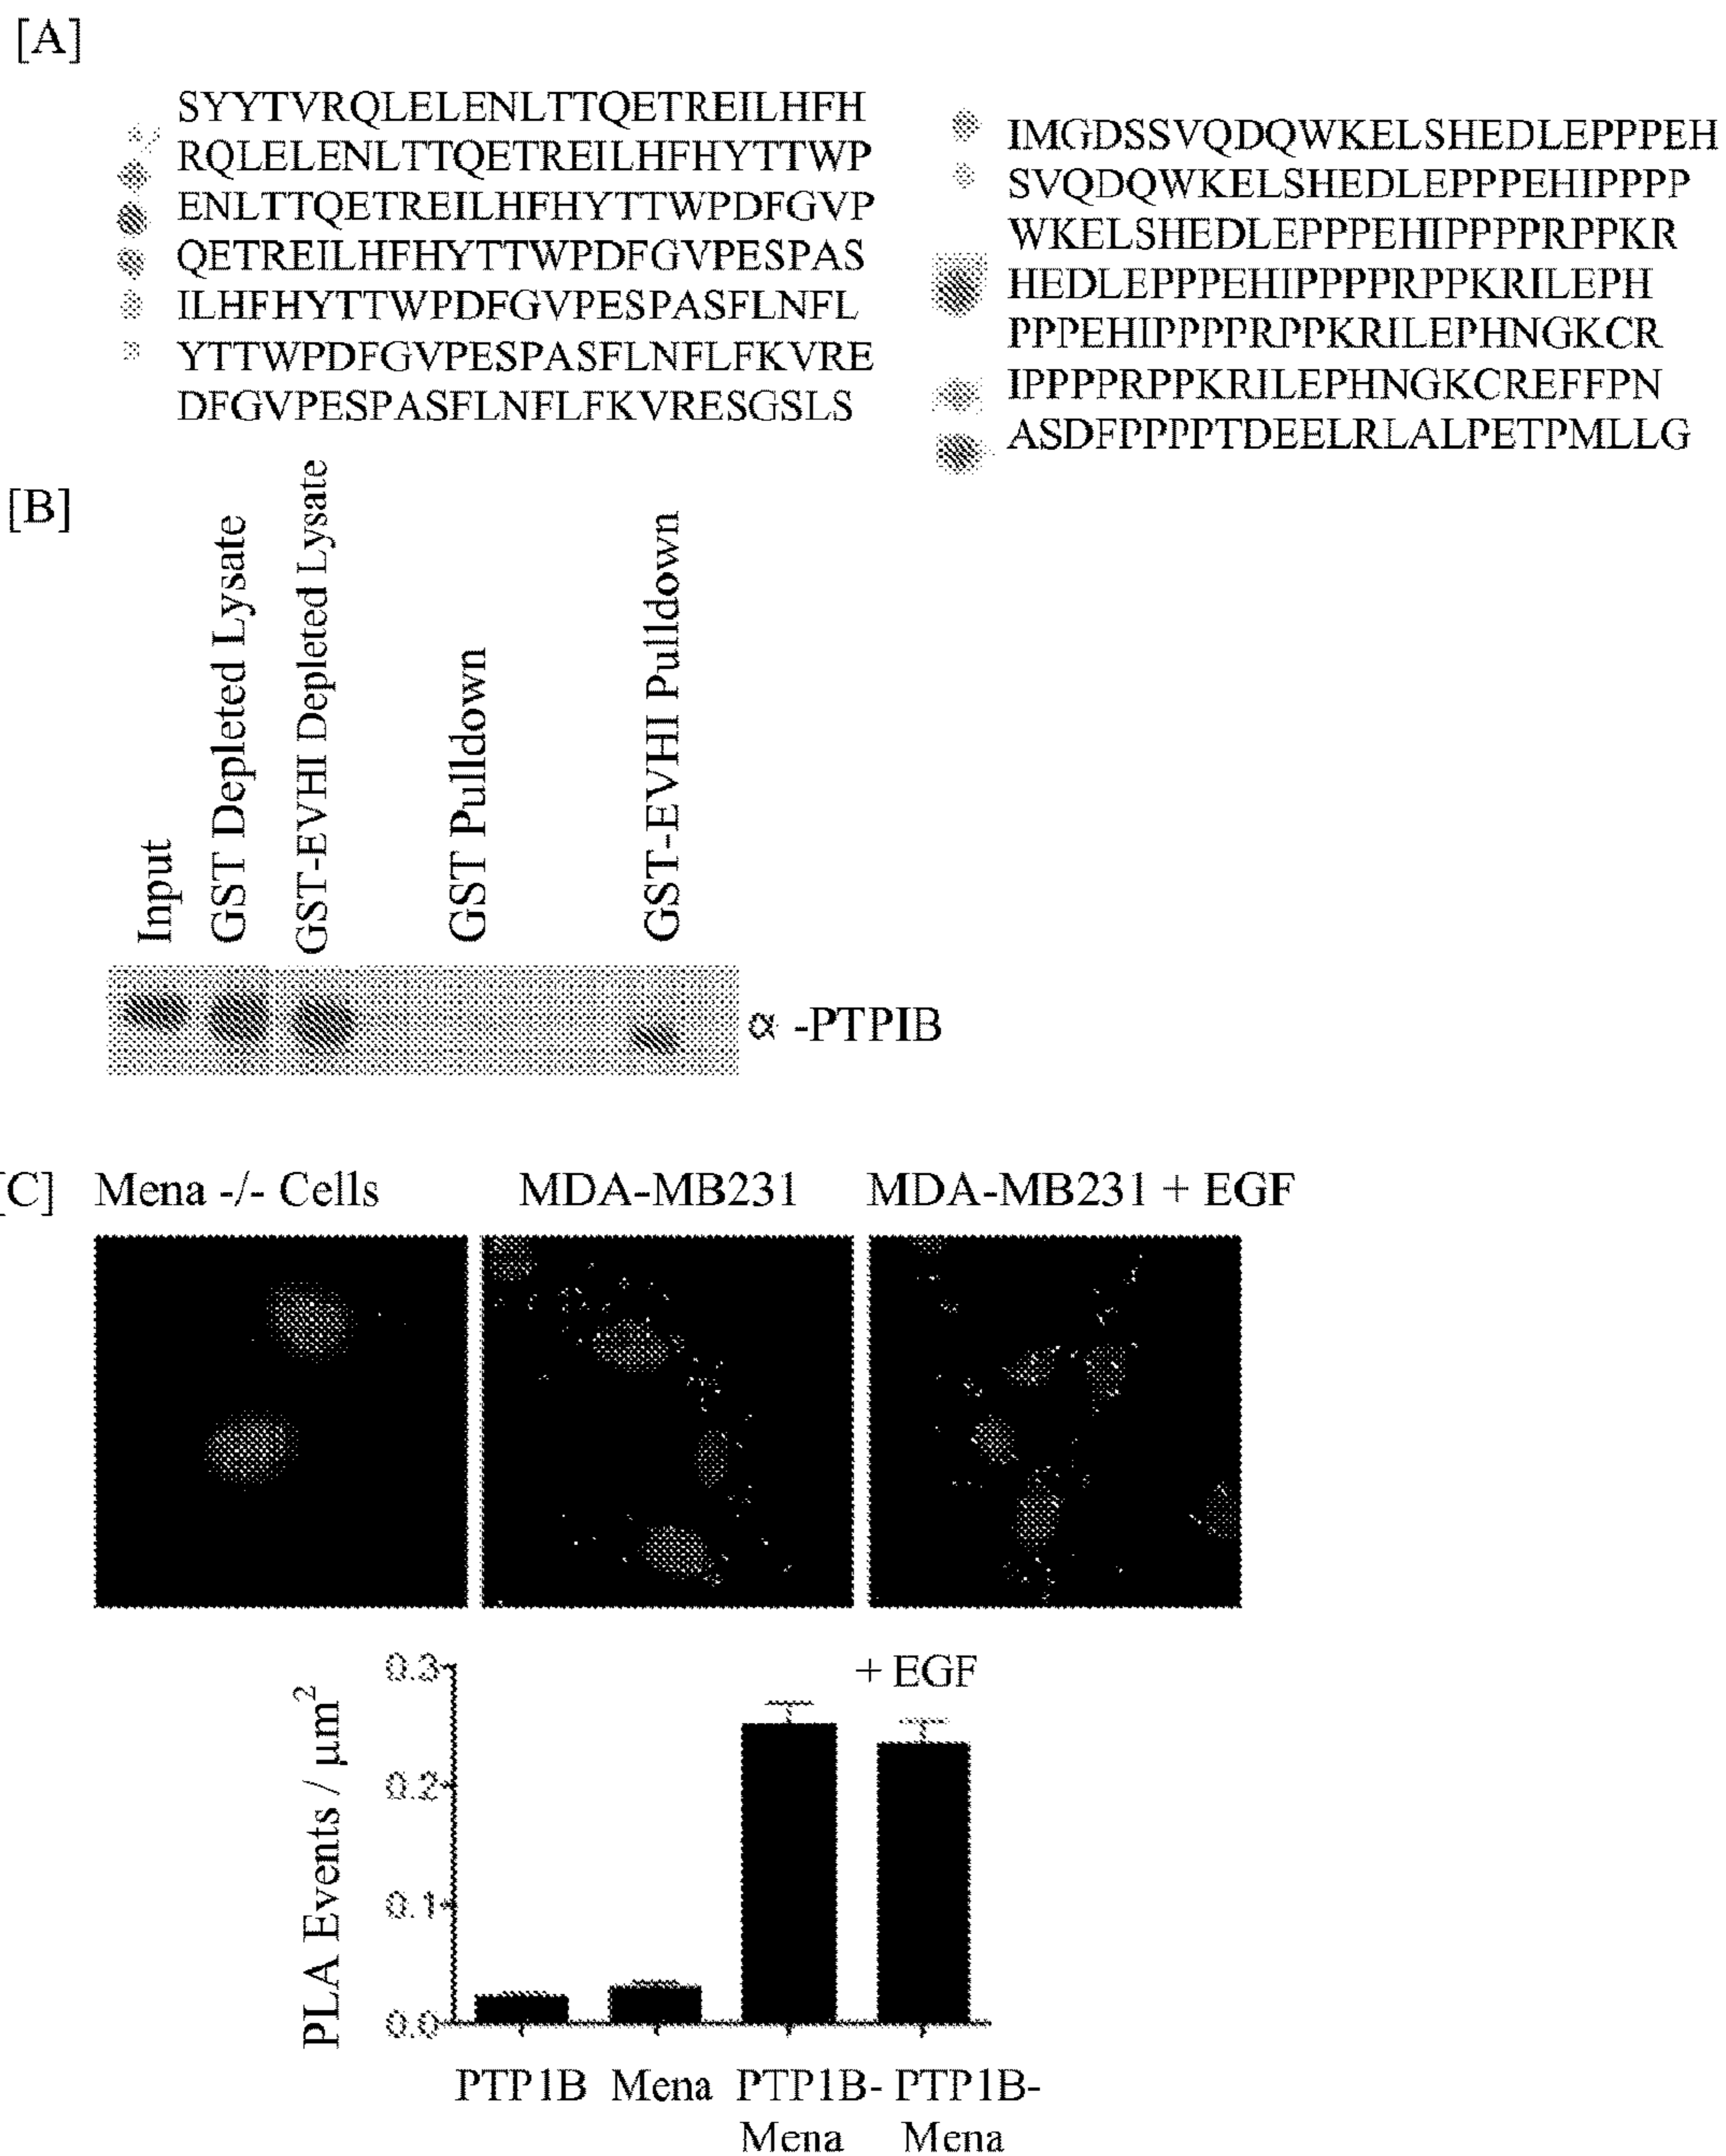 [A]
SYYTVRQLELENLTTQETREILHFH
RQLELENLTTQETREILHFHYTTWP
ENLTTQETREILHFHYTTWPDFGVP
QETREILHFHYTTWPDFGVPESPAS
ILHFHYTTWPDFGVPESPASFLNFL
YTTWPDFGVPESPASFLNFLFKVRE
DFGVPESPASFLNFLFKVRESGSLS
IMGDSSVQDQWKELSHEDLEPPPEH
SVQDQWKELSHEDLEPPPEHIPPPP
WKELSHEDLEPPPEHIPPPPRPPKR
HEDLEPPPEHIPPPPRPPKRILEPH
PPPEHIPPPPRPPKRILEPHNGKCR
IPPPPRPPKRILEPHNGKCREFFPN
ASDFPPPPTDEELRLALPETPMLLG
[B]
Input
GST Depleted Lysate
GST-EVHI Depleted Lysate
GST Pulldown
GST-EVHI Pulldown
α -PTPIB
[C]
Mena -/- Cells
MDA-MB231
MDA-MB231 + EGF
PLA Events / μm²
0.3
0.2
0.1
0.0
+ EGF
PTP1B Mena PTP1B- PTP1B-
Mena Mena